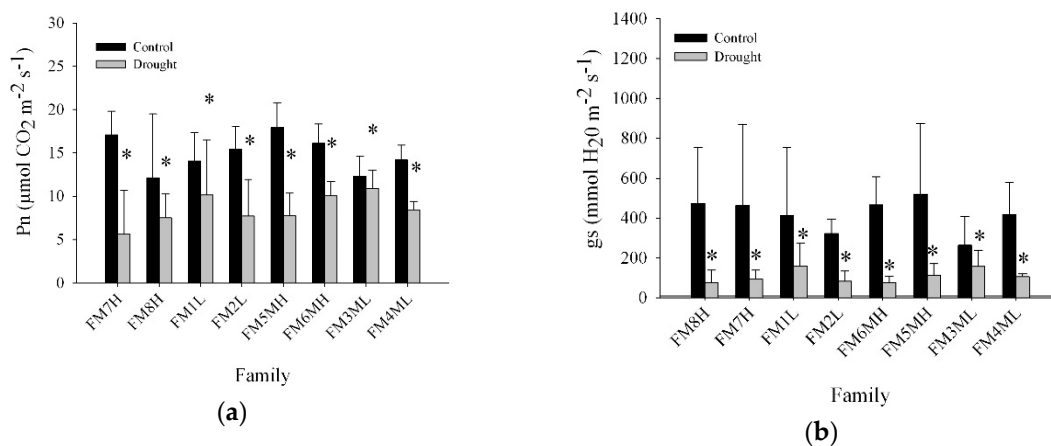 Pn (µmol CO2 m-2 s-1)
30
25
20
15
10
5
0
Control
Drought
*
*
*
*
*
*
*
*
FM7H
FM8H
FM1L
FM2L
FM5MH
FM6MH
FM3ML
FM4ML
Family
(a)
gs (mmol H20 m-2 s-1)
1400
1200
1000
800
600
400
200
0
Control
Drought
*
*
*
*
*
*
*
*
FM8H
FM7H
FM1L
FM2L
FM6MH
FM5MH
FM3ML
FM4ML
Family
(b)